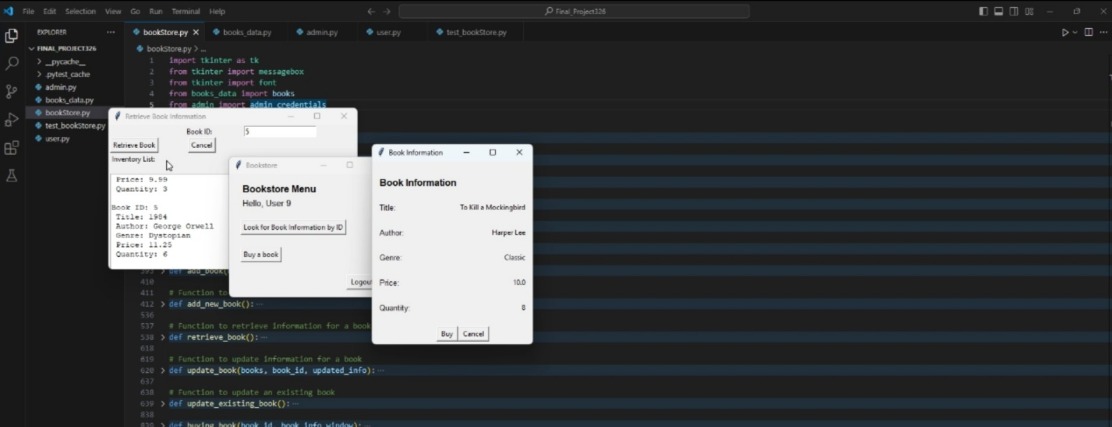 File Edit Selection View Go Run Terminal Help
Final_Project326
EXPLORER
FINAL_PROJECT326
__pycache__
.pytest_cache
admin.py
books_data.py
bookStore.py
test_bookStore.py
user.py
bookStore.py books_data.py admin.py user.py test_bookStore.py
bookStore.py > ...
1 import tkinter as tk
2 from tkinter import messagebox
3 from tkinter import font
4 from books_data import books
5 from admin import admin_credentials
Retrieve Book Information
Book ID: 5
Retrieve Book Cancel
Inventory List:
Price: 9.99
Quantity: 3
Book ID: 5
Title: 1984
Author: George Orwell
Genre: Dystopian
Price: 11.25
Quantity: 6
Bookstore
Bookstore Menu
Hello, User 9
Look for Book Information by ID
Buy a book
Logout
Book Information
Book Information
Title: To Kill a Mockingbird
Author: Harper Lee
Genre: Classic
Price: 10.0
Quantity: 8
Buy Cancel
def add_book(
410
411 # Function to
412 def add_new_book():
536
537 # Function to retrieve information for a book
538 def retrieve_book():
618
619 # Function to update information for a book
620 def update_book(books, book_id, updated_info):
637
638 # Function to update an existing book
639 def update_existing_book():
838
def buying_book(book_id, book_info_window):